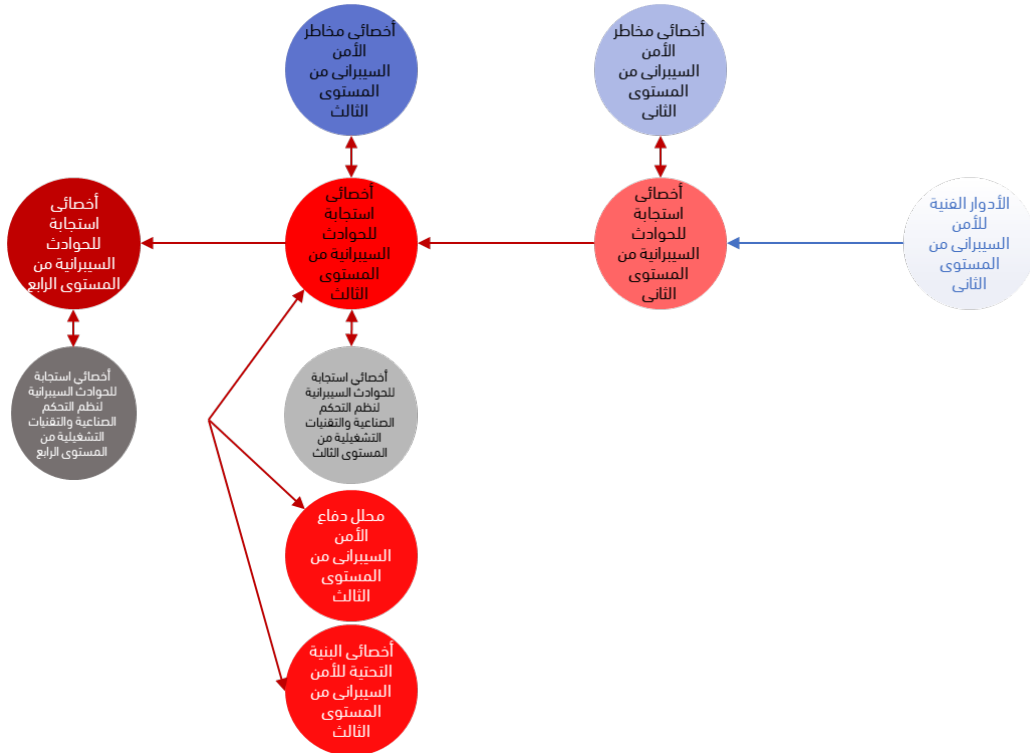 أخصائي مخاطر
الأمن
السيبراني من
المستوى
الثاني
أخصائي مخاطر
الأمن
السيبراني من
المستوى
الثالث
الأدوار الفنية
للأمن
السيبراني من
المستوى
الثاني
أخصائي
استجابة
للحوادث
السيبرانية من
المستوى
الثاني
أخصائي
استجابة
للحوادث
السيبرانية من
المستوى
الثالث
أخصائي
استجابة
للحوادث
السيبرانية من
المستوى الرابع
أخصائي استجابة
للحوادث السيبرانية
لنظم التحكم
الصناعية والتقنيات
التشغيلية من
المستوى الثالث
أخصائي استجابة
للحوادث السيبرانية
لنظم التحكم
الصناعية والتقنيات
التشغيلية من
المستوى الرابع
محلل دفاع
الأمن
السيبراني من
المستوى
الثالث
أخصائي البنية
التحتية للأمن
السيبراني من
المستوى
الثالث